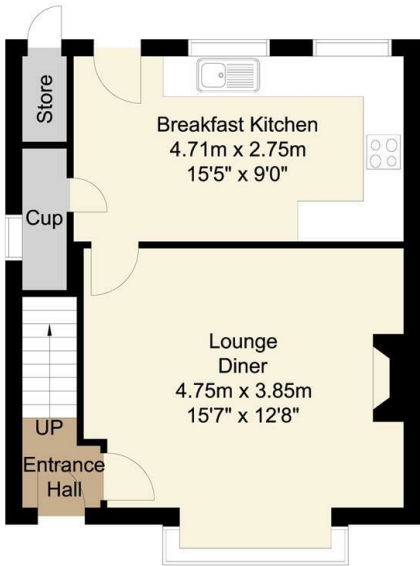 Store
Breakfast Kitchen
4.71m x 2.75m
15'5" x 9'0"
Cup
Lounge
Diner
4.75m x 3.85m
15'7" x 12'8"
UP
Entrance
Hall